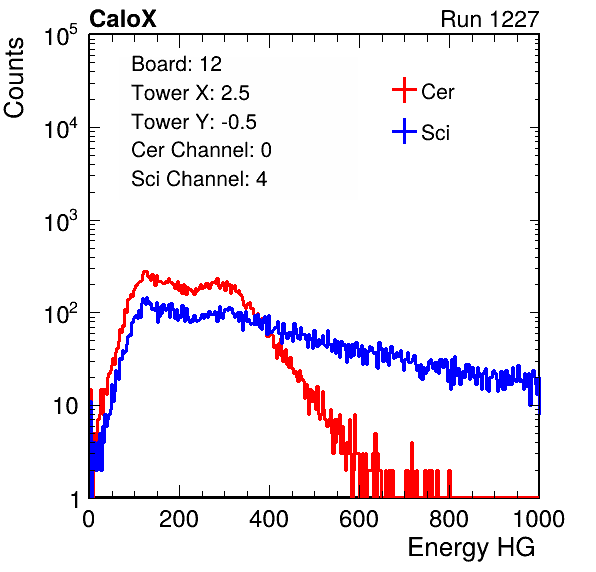 CaloX Run 1227
Counts
10^5
10^4
10^3
10^2
10
1
Board: 12
Tower X: 2.5
Tower Y: -0.5
Cer Channel: 0
Sci Channel: 4
Cer
Sci
0 200 400 600 800 1000
Energy HG